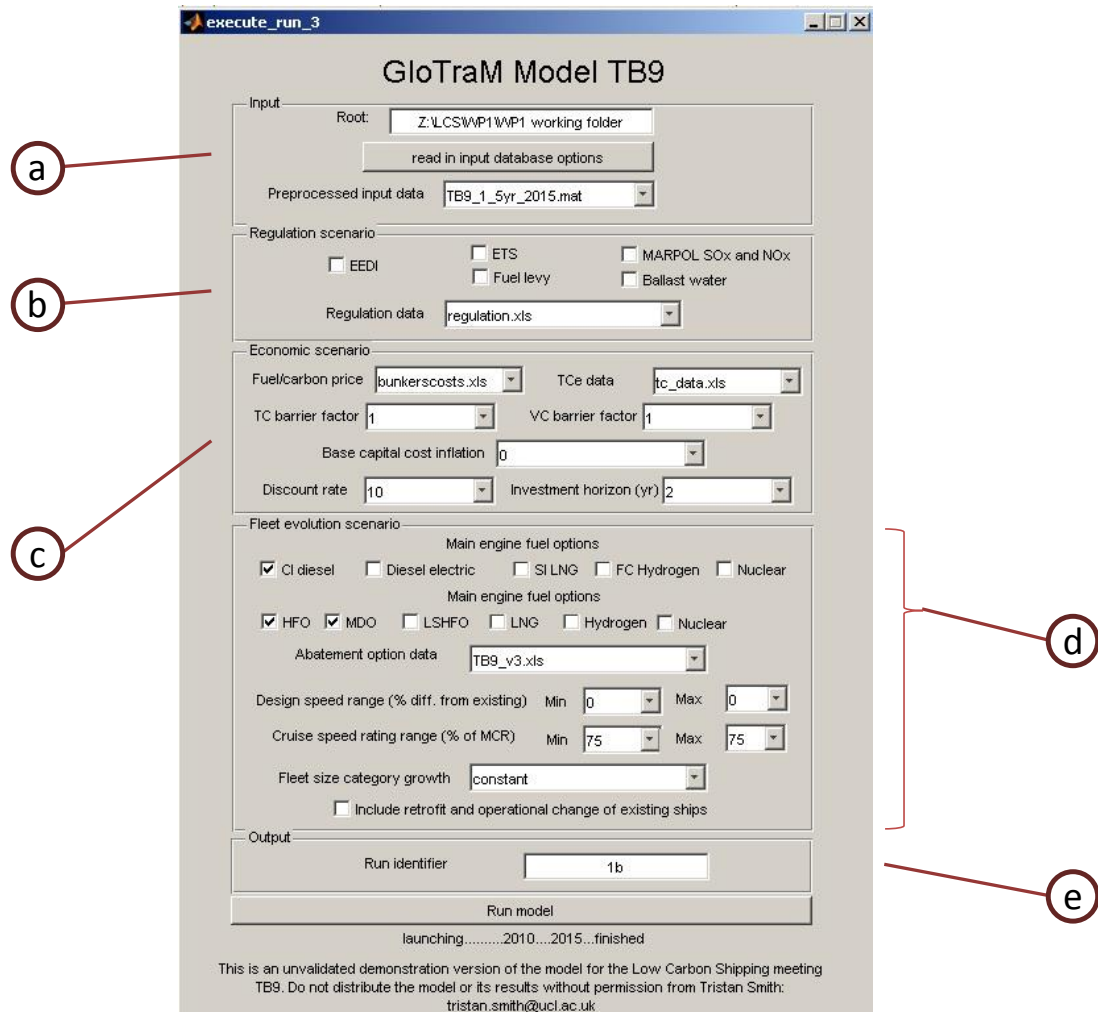 execute_run_3
GloTraM Model TB9
Input
Root: Z:\LCS\WP1\WP1 working folder
read in input database options
Preprocessed input data TB9_1_5yr_2015.mat
a
Regulation scenario
EEDI ETS MARPOL SOx and NOx
Fuel levy Ballast water
Regulation data regulation.xls
b
Economic scenario
Fuel/carbon price bunkerscosts.xls TCe data tc_data.xls
TC barrier factor 1 VC barrier factor 1
Base capital cost inflation 0
Discount rate 10 Investment horizon (yr) 2
c
Fleet evolution scenario
Main engine fuel options
CI diesel Diesel electric SI LNG FC Hydrogen Nuclear
Main engine fuel options
HFO MDO LSHFO LNG Hydrogen Nuclear
Abatement option data TB9_v3.xls
Design speed range (% diff. from existing) Min 0 Max 0
Cruise speed rating range (% of MCR) Min 75 Max 75
Fleet size category growth constant
Include retrofit and operational change of existing ships
d
Output
Run identifier 1b
e
Run model
launching.........2010....2015...finished
This is an unvalidated demonstration version of the model for the Low Carbon Shipping meeting
TB9. Do not distribute the model or its results without permission from Tristan Smith:
tristan.smith@ucl.ac.uk